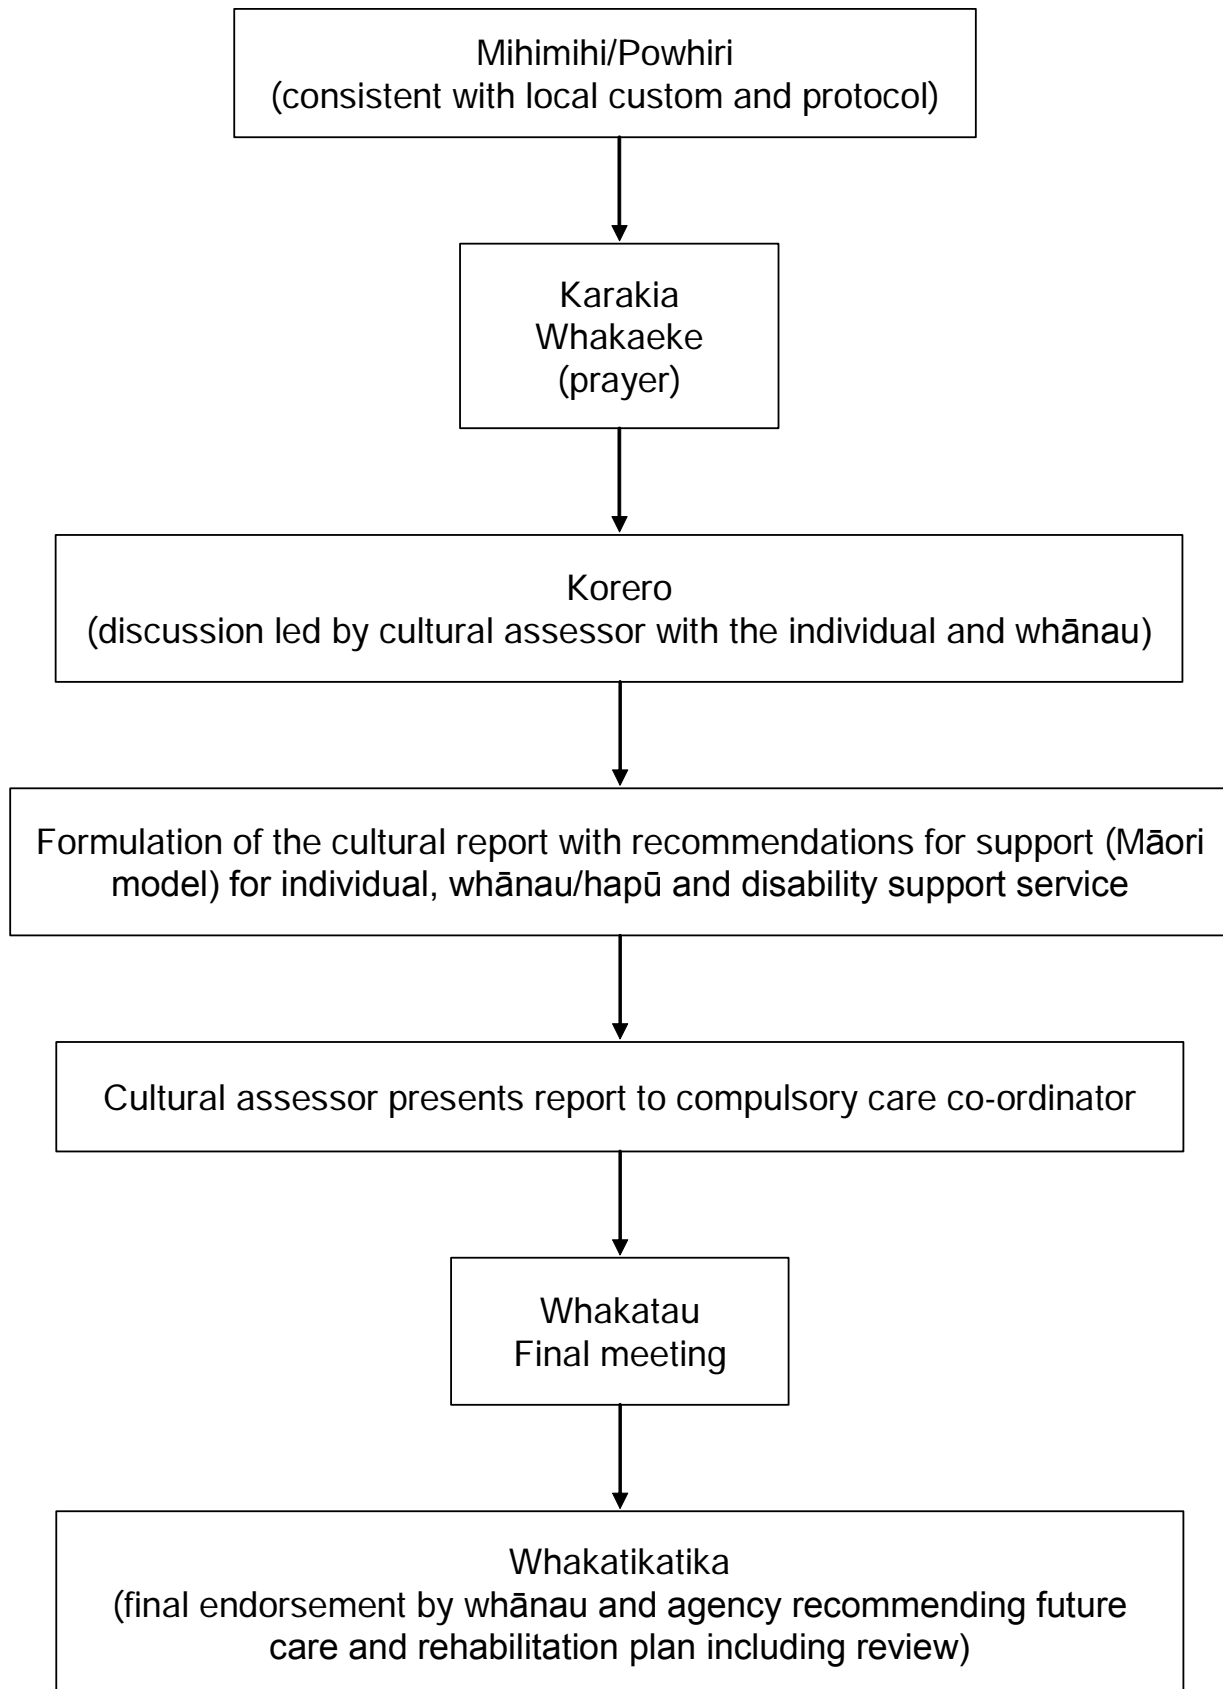 Mihimihi/Powhiri
(consistent with local custom and protocol)
Karakia
Whakaeke
(prayer)
Korero
(discussion led by cultural assessor with the individual and whānau)
Formulation of the cultural report with recommendations for support (Māori
model) for individual, whānau/hapū and disability support service
Cultural assessor presents report to compulsory care co-ordinator
Whakatau
Final meeting
Whakatikatika
(final endorsement by whānau and agency recommending future
care and rehabilitation plan including review)